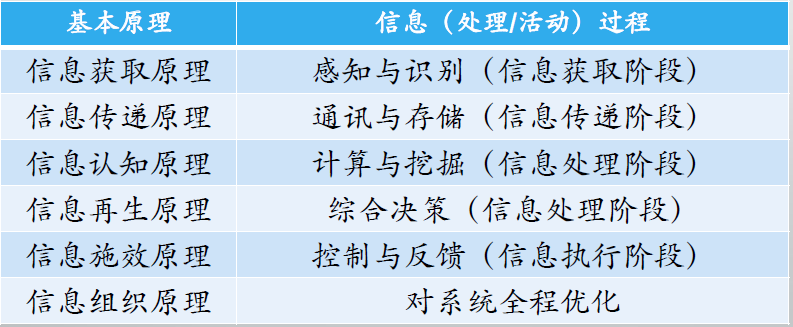 基本原理 信息（处理/活动）过程
信息获取原理 感知与识别（信息获取阶段）
信息传递原理 通讯与存储（信息传递阶段）
信息认知原理 计算与挖掘（信息处理阶段）
信息再生原理 综合决策（信息处理阶段）
信息施效原理 控制与反馈（信息执行阶段）
信息组织原理 对系统全程优化